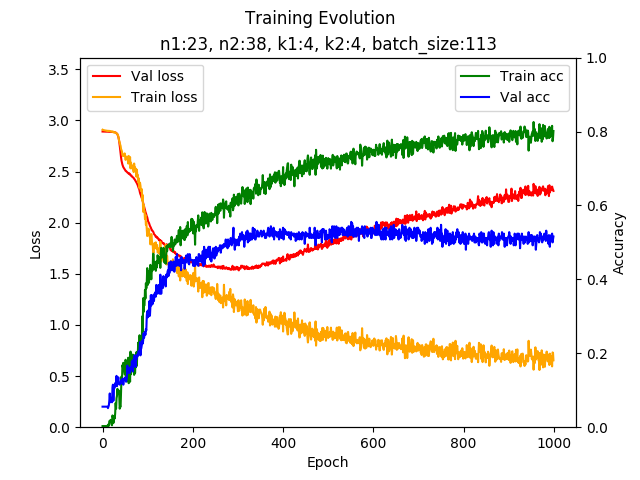 Training Evolution
n1:23, n2:38, k1:4, k2:4, batch_size:113
Val loss
Train loss
Train acc
Val acc
3.5
3.0
2.5
2.0
1.5
1.0
0.5
0.0
Loss
1.0
0.8
0.6
0.4
0.2
0.0
Accuracy
0 200 400 600 800 1000
Epoch